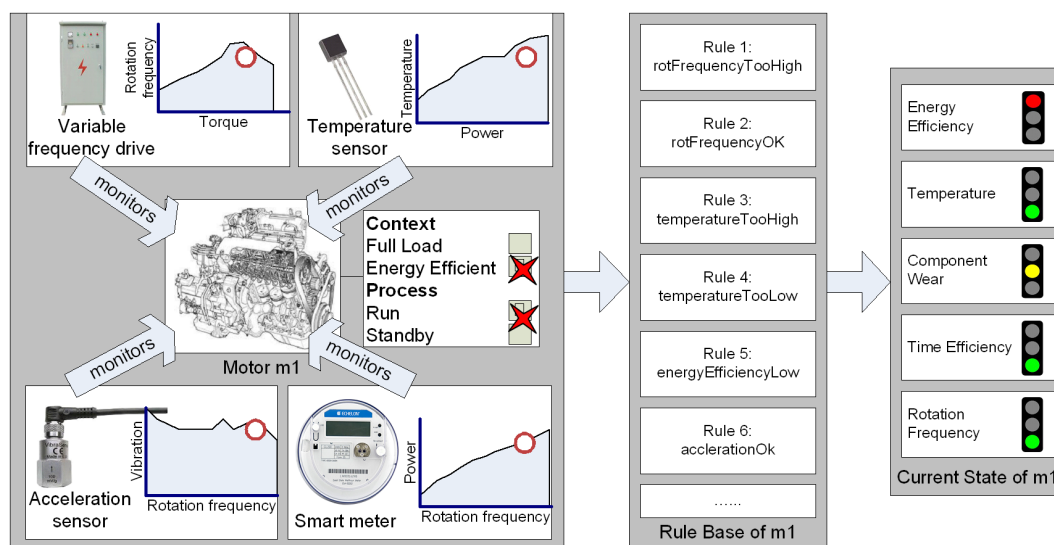 Rotation
frequency
Torque
Variable
frequency drive
Temperature
Power
Temperature
sensor
monitors
monitors
Context
Full Load
Energy Efficient
Process
Run
Standby
Motor m1
monitors
monitors
Vibration
Rotation frequency
Acceleration
sensor
ECHELON
Power
Rotation frequency
Smart meter
Rule 1:
rotFrequencyTooHigh
Rule 2:
rotFrequencyOK
Rule 3:
temperatureTooHigh
Rule 4:
temperatureTooLow
Rule 5:
energyEfficiencyLow
Rule 6:
acclerationOk
......
Rule Base of m1
Energy
Efficiency
Temperature
Component
Wear
Time Efficiency
Rotation
Frequency
Current State of m1